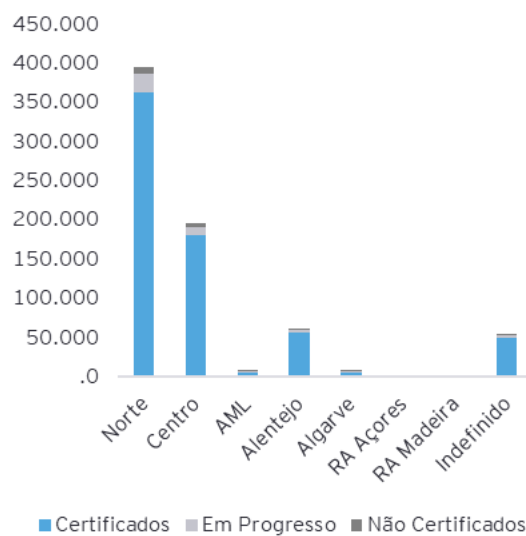 450.000
400.000
350.000
300.000
250.000
200.000
150.000
100.000
50.000
.0
Norte
Centro
AML
Alentejo
Algarve
RA Açores
RA Madeira
Indefinido
Certificados Em Progresso Não Certificados